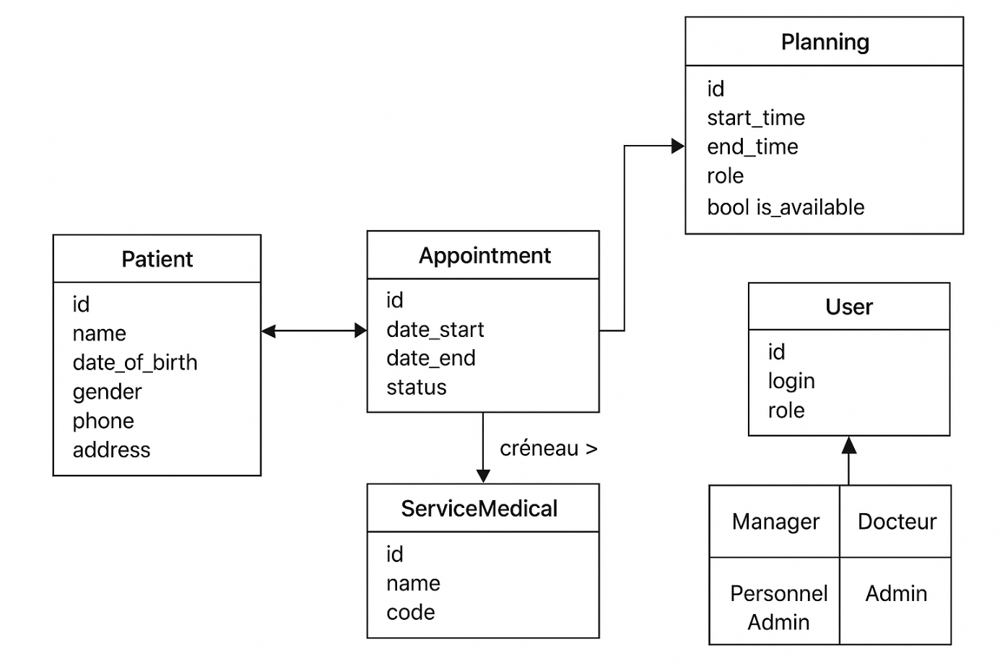 Planning
id
start_time
end_time
role
bool is_available
Patient
id
name
date_of_birth
gender
phone
address
Appointment
id
date_start
date_end
status
créneau >
ServiceMedical
id
name
code
User
id
login
role
Manager
Docteur
Personnel
Admin
Admin